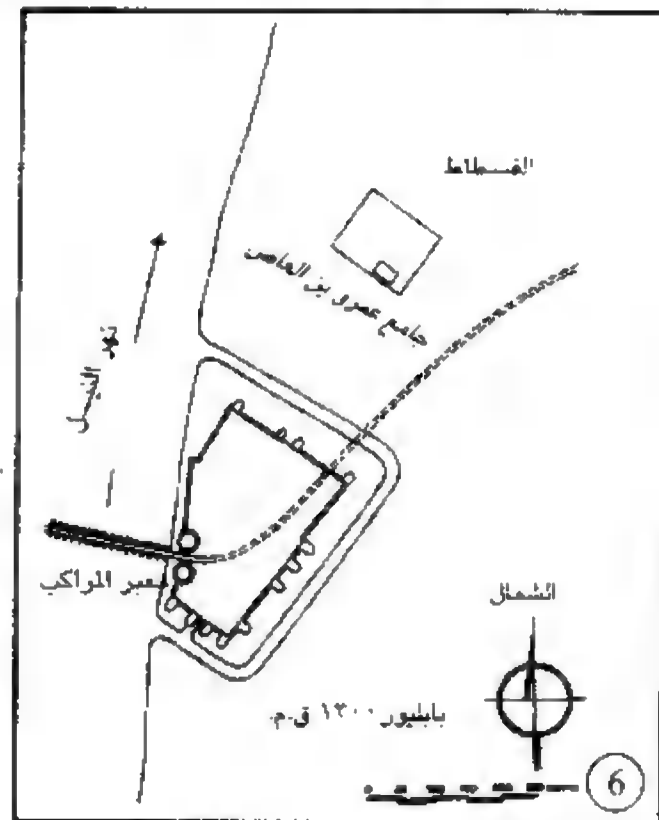 الفسطاط
جامع عمرو بن العاص
نهر النيل
معبر المراكب
الشمال
بابليون ١٣٠٠ ق.م.
6